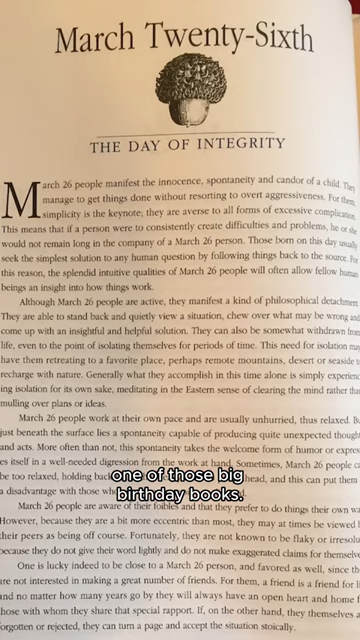 March Twenty-Sixth
THE DAY OF INTEGRITY
March 26 people manifest the innocence, spontaneity and candor of a child. They
manage to get things done without resorting to overt aggressiveness. For them,
simplicity is the keynote; they are averse to all forms of excessive complication.
This means that if a person were to consistently create difficulties and problems, he or she
would not remain long in the company of a March 26 person. Those born on this day usually
seek the simplest solution to any human question by following things back to the source. For
this reason, the splendid intuitive qualities of March 26 people will often allow fellow human
beings an insight into how things work.
Although March 26 people are active, they manifest a kind of philosophical detachment.
They are able to stand back and quietly view a situation, chew over what may be wrong and
come up with an insightful and helpful solution. They can also be somewhat withdrawn from
life, even to the point of isolating themselves for periods of time. This need for isolation may
have them retreating to a favorite place, perhaps remote mountains, desert or seaside to
recharge with nature. Generally what they accomplish in this time alone is simply experienc
ing isolation for its own sake, meditating in the Eastern sense of clearing the mind rather than
mulling over plans or ideas.
March 26 people work at their own pace and are usually unhurried, thus relaxed. Bu
just beneath the surface lies a spontaneity capable of producing quite unexpected though
and acts. More often than not, this spontaneity takes the welcome form of humor or expres
es itself in a well-needed digression from the work at hand. Sometimes, March 26 people ca
be too relaxed, holding back head, and this can put them
a disadvantage with those wh
one of those big
birthday books.
March 26 people are aware of their foibles and that they prefer to do things their own wa
However, because they are a bit more eccentric than most, they may at times be viewed b
their peers as being off course. Fortunately, they are not known to be flaky or irresolu
because they do not give their word lightly and do not make exaggerated claims for themselve
One is lucky indeed to be close to a March 26 person, and favored as well, since the
are not interested in making a great number of friends. For them, a friend is a friend for li
and no matter how many years go by they will always have an open heart and home f
those with whom they share that special rapport. If, on the other hand, they themselves a
forgotten or rejected, they can turn a page and accept the situation stoically.